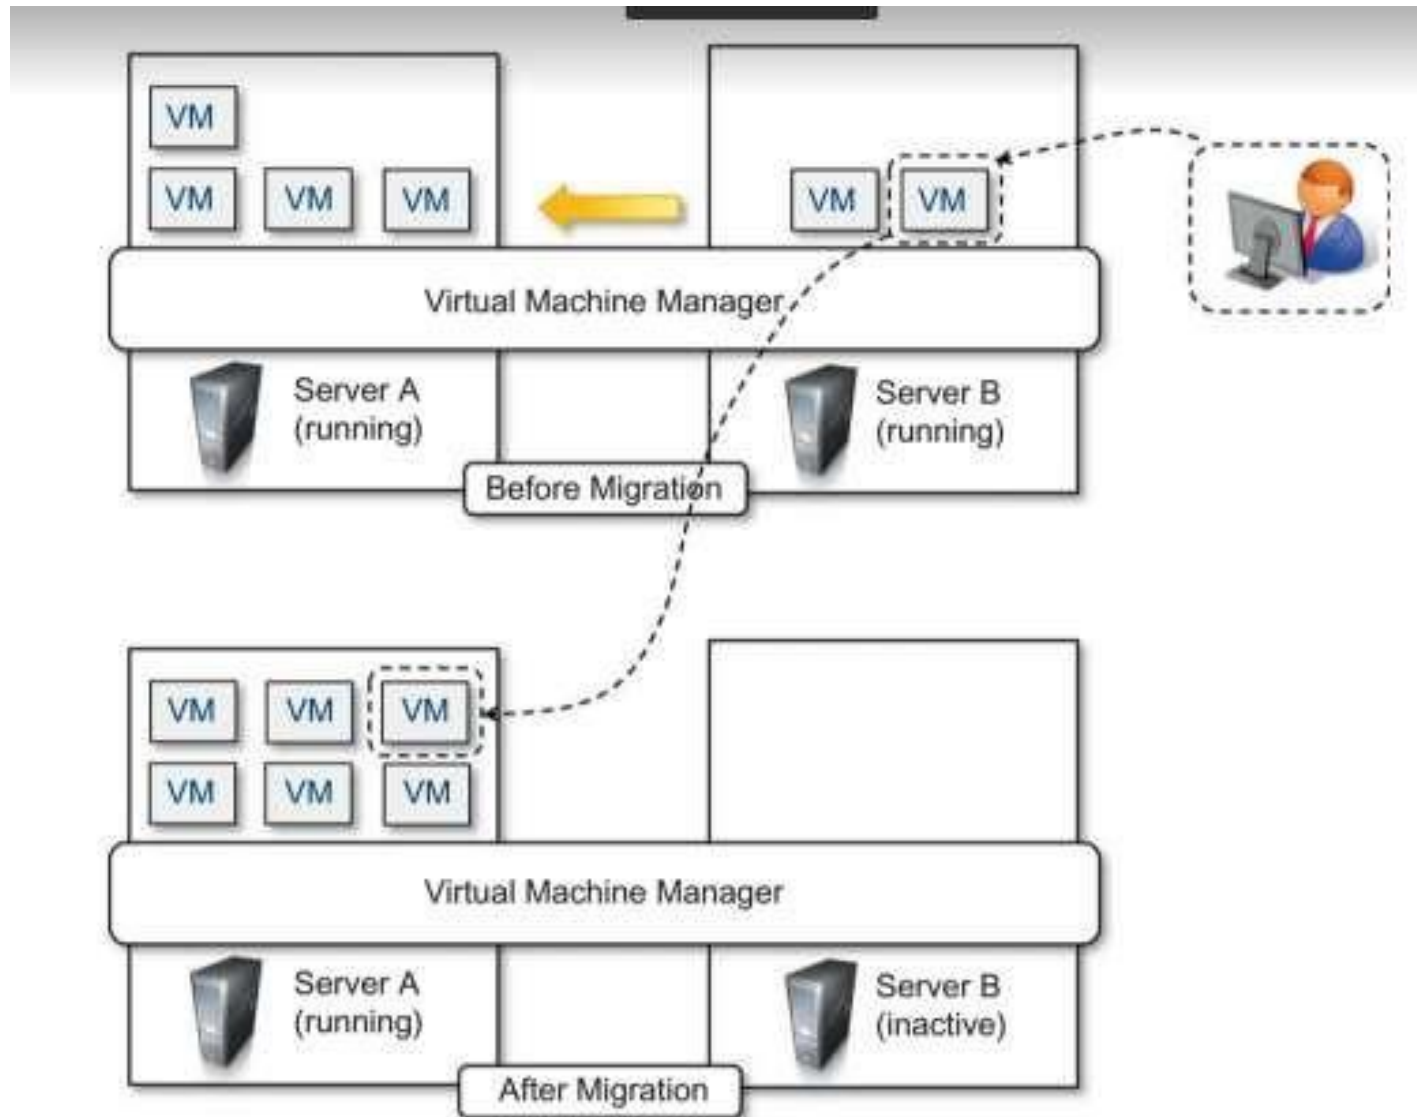 VM
VM VM VM VM VM
Virtual Machine Manager
Server A
(running)
Server B
(running)
Before Migration
VM VM VM
VM VM VM
Virtual Machine Manager
Server A
(running)
Server B
(inactive)
After Migration